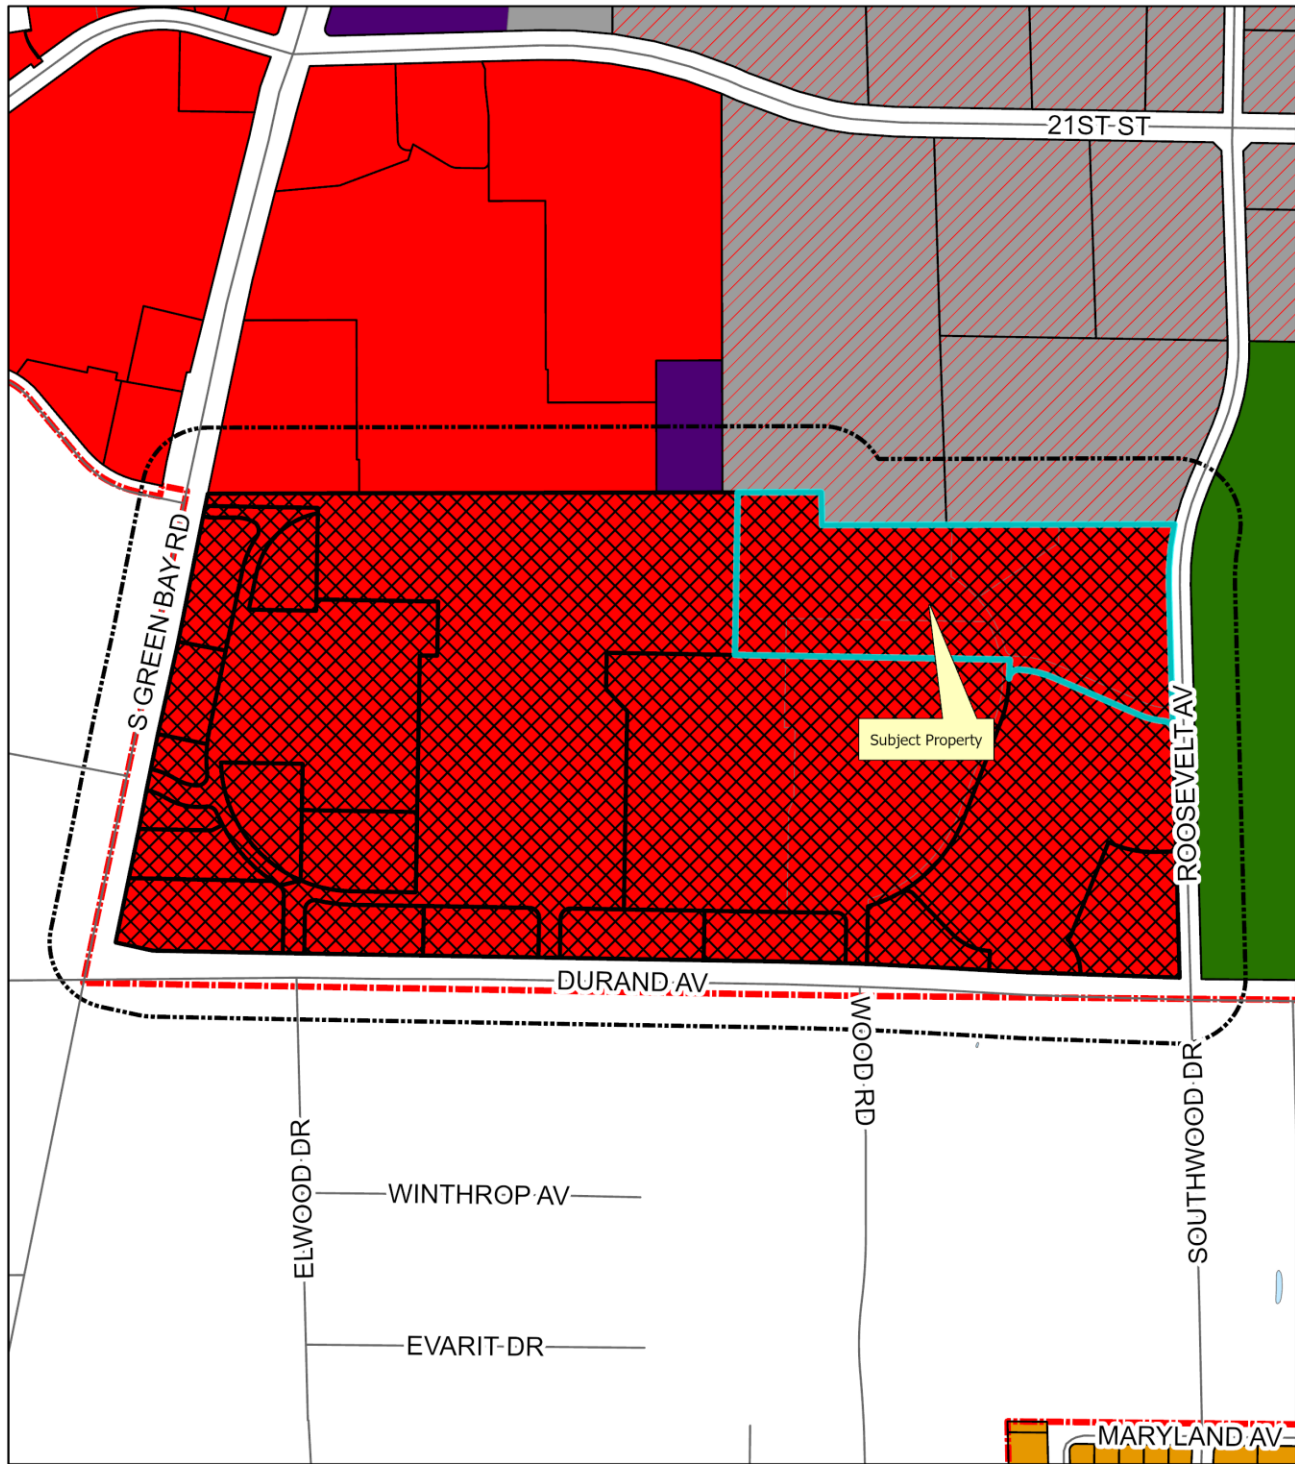 21ST ST
S GREEN BAY RD
Subject Property
ROOSEVELT AV
DURAND AV
WOOD RD
SOUTHWOOD DR
ELWOOD DR
WINTHROP AV
EVARIT DR
MARYLAND AV